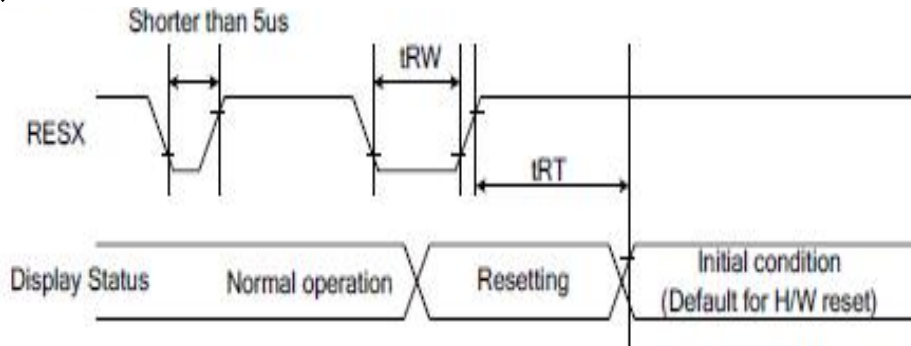 Shorter than 5us
tRW
RESX
tRT
Display Status
Normal operation
Resetting
Initial condition
(Default for H/W reset)